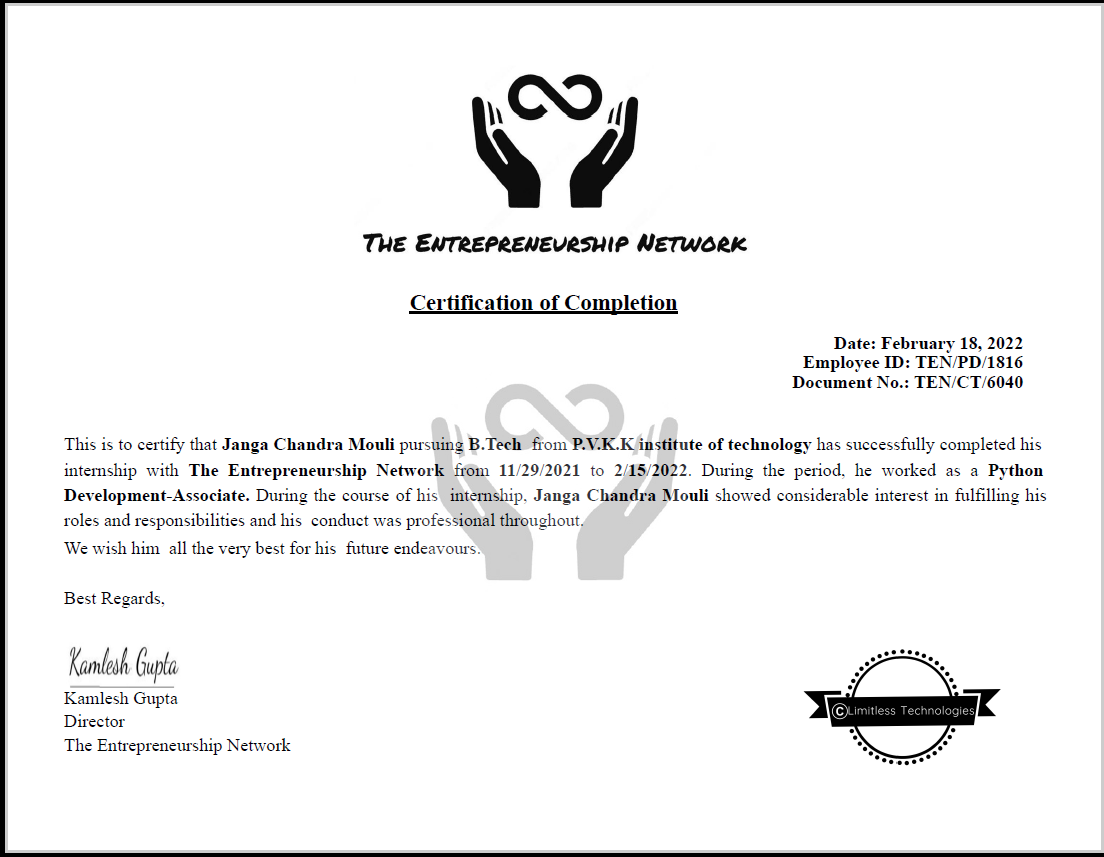 The Entrepreneurship Network
Certification of Completion
Date: February 18, 2022
Employee ID: TEN/PD/1816
Document No.: TEN/CT/6040
This is to certify that Janga Chandra Mouli pursuing B.Tech from P.V.K.K institute of technology has successfully completed his
internship with The Entrepreneurship Network from 11/29/2021 to 2/15/2022. During the period, he worked as a Python
Development-Associate. During the course of his internship, Janga Chandra Mouli showed considerable interest in fulfilling his
roles and responsibilities and his conduct was professional throughout.
We wish him all the very best for his future endeavours.
Best Regards,
Kamlesh Gupta
Kamlesh Gupta
Director
The Entrepreneurship Network
©Limitless Technologies